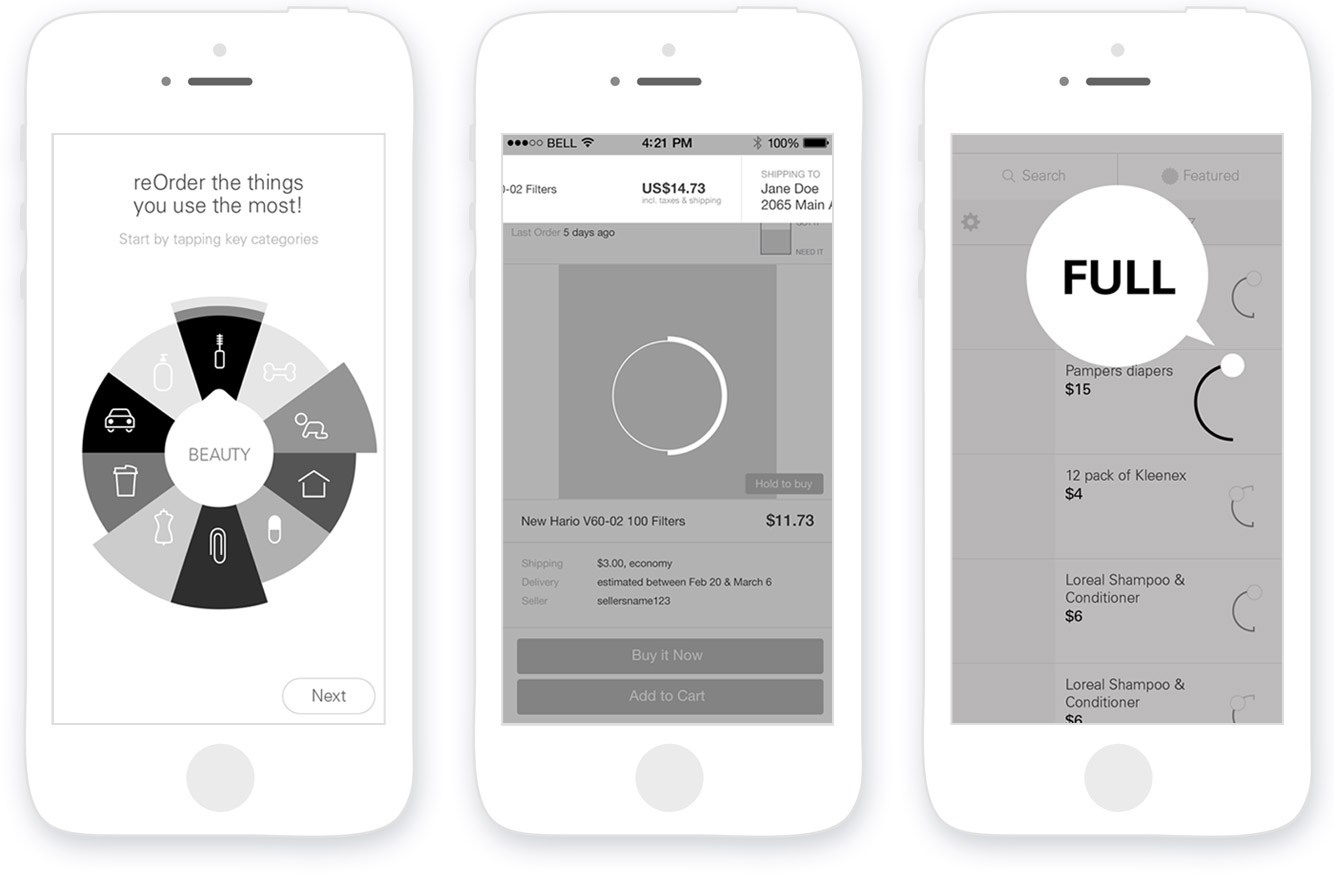 reOrder the things
you use the most!
Start by tapping key categories
BEAUTY
Next
BELL
4:21 PM
100%
-02 Filters
US$14.73
incl. taxes & shipping
SHIPPING TO
Jane Doe
2065 Main
Last Order 5 days ago
NEED IT
Hold to buy
New Hario V60-02 100 Filters
$11.73
Shipping $3.00, economy
Delivery estimated between Feb 20 & March 6
Seller sellersname123
Buy it Now
Add to Cart
Search
Featured
FULL
Pampers diapers
$15
12 pack of Kleenex
$4
Loreal Shampoo &
Conditioner
$6
Loreal Shampoo &
Conditioner
$6